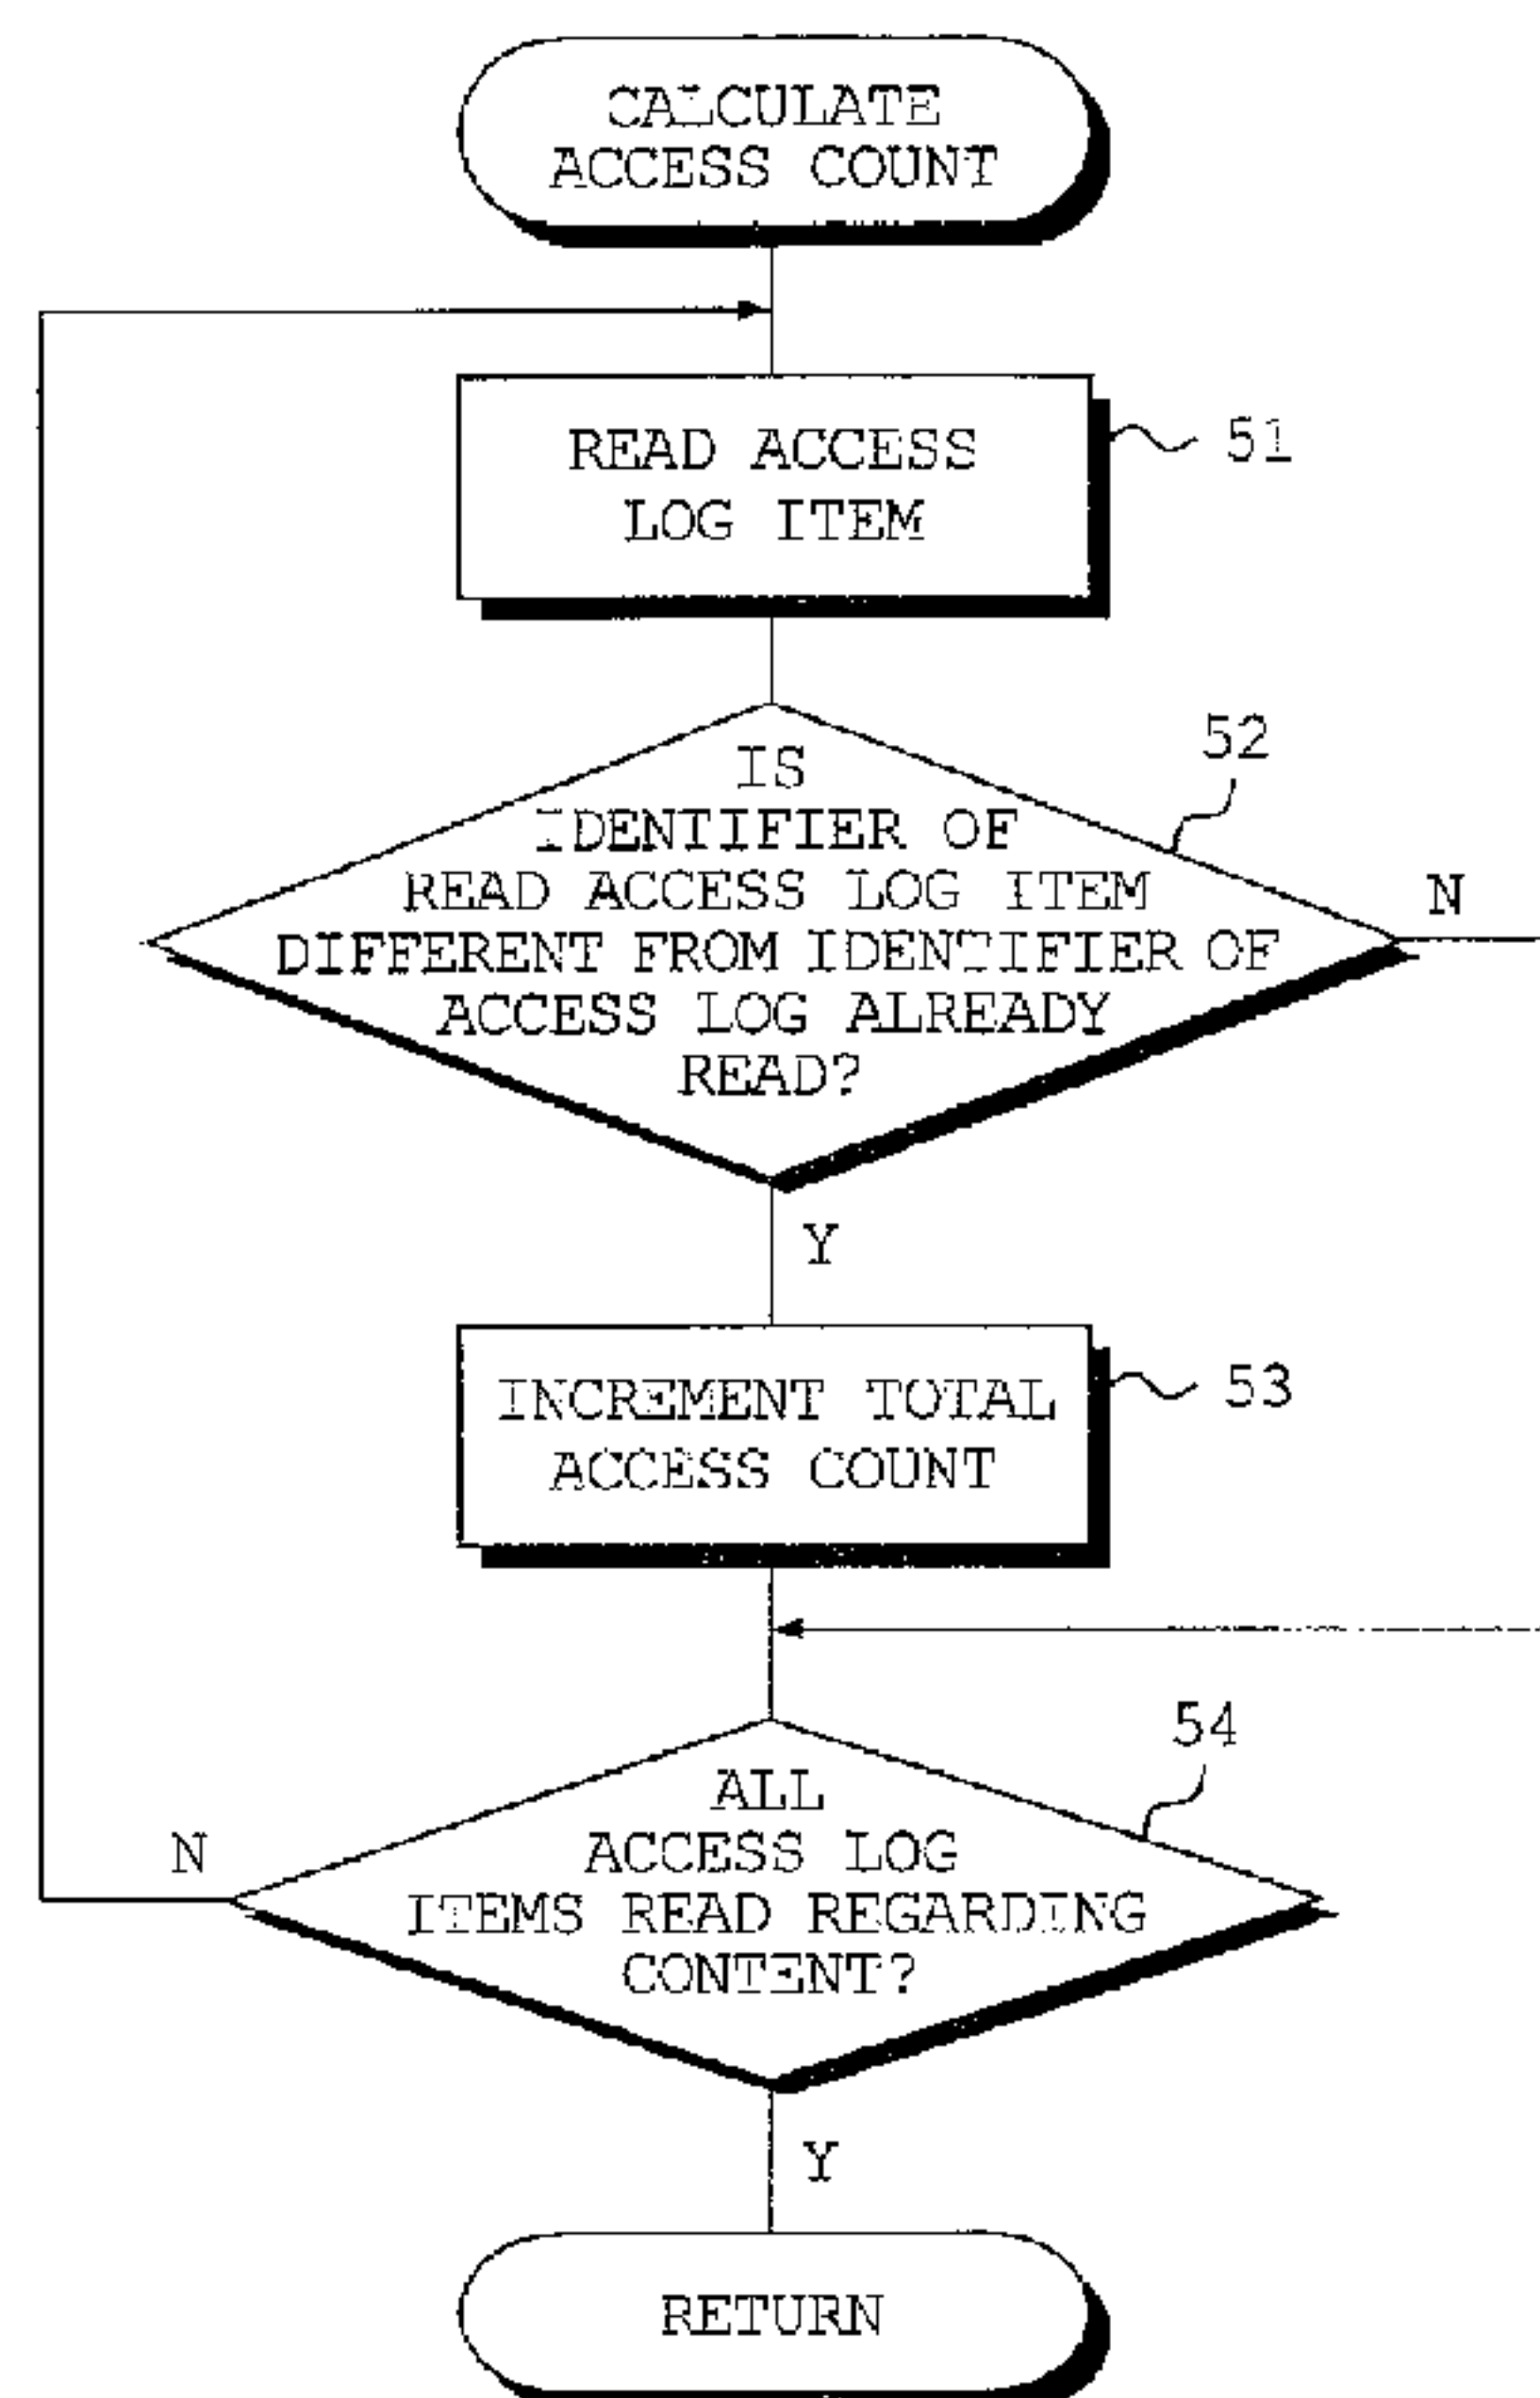 CALCULATE
ACCESS COUNT
READ ACCESS
LOG ITEM
51
52
IS
IDENTIFIER OF
READ ACCESS LOG ITEM
DIFFERENT FROM IDENTIFIER OF
ACCESS LOG ALREADY
READ?
N
Y
INCREMENT TOTAL
ACCESS COUNT
53
54
ALL
ACCESS LOG
ITEMS READ REGARDING
CONTENT?
N
Y
RETURN